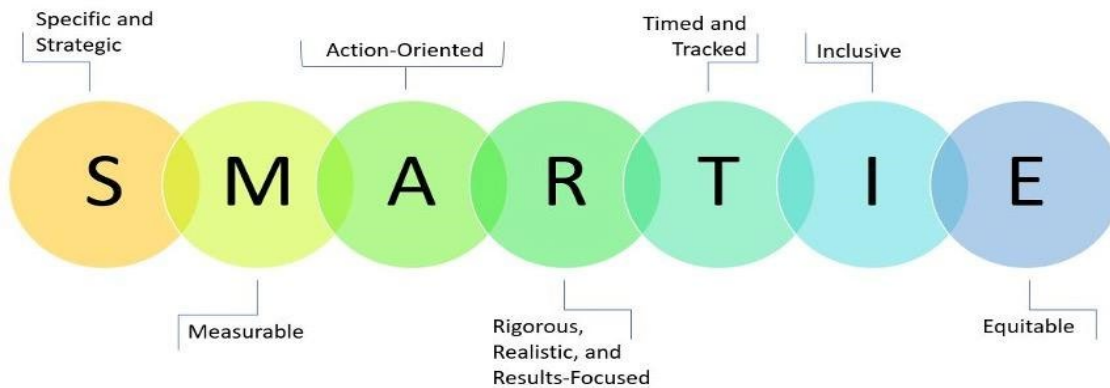 Specific and
Strategic
Action-Oriented
Timed and
Tracked
Inclusive
S M A R T I E
Measurable
Rigorous,
Realistic, and
Results-Focused
Equitable